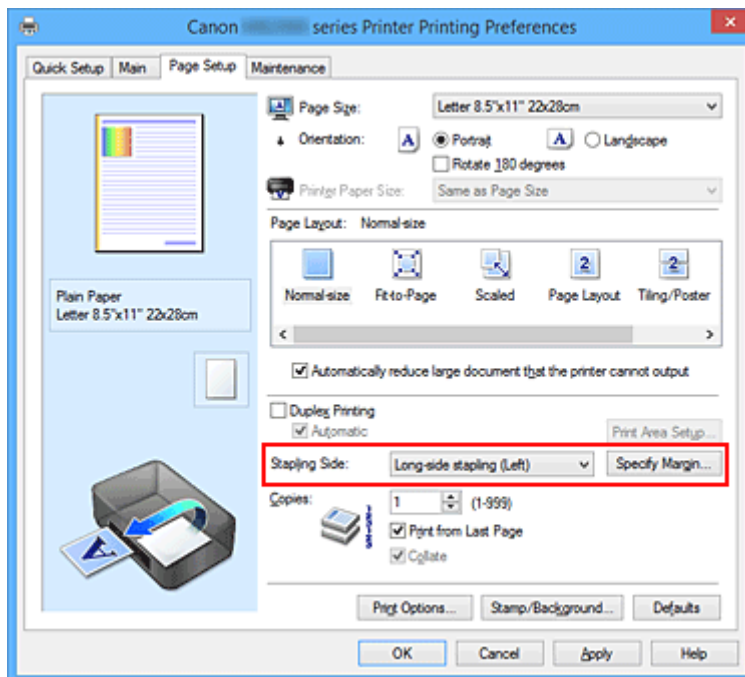 Canon series Printer Printing Preferences
Quick Setup Main Page Setup Maintenance
Page Size: Letter 8.5"x11" 22x28cm
Orientation: A Portrait A Landscape
Rotate 180 degrees
Printer Paper Size: Same as Page Size
Page Layout: Normal-size
2 2
Normal-size Fit-to-Page Scaled Page Layout Tiling/Poster
Plain Paper
Letter 8.5"x11" 22x28cm
Automatically reduce large document that the printer cannot output
Duplex Printing
Automatic Print Area Setup...
Stapling Side: Long-side stapling (Left) Specify Margin...
Copies: 1 (1-999)
Print from Last Page
Collate
A
Print Options... Stamp/Background... Defaults
OK Cancel Apply Help